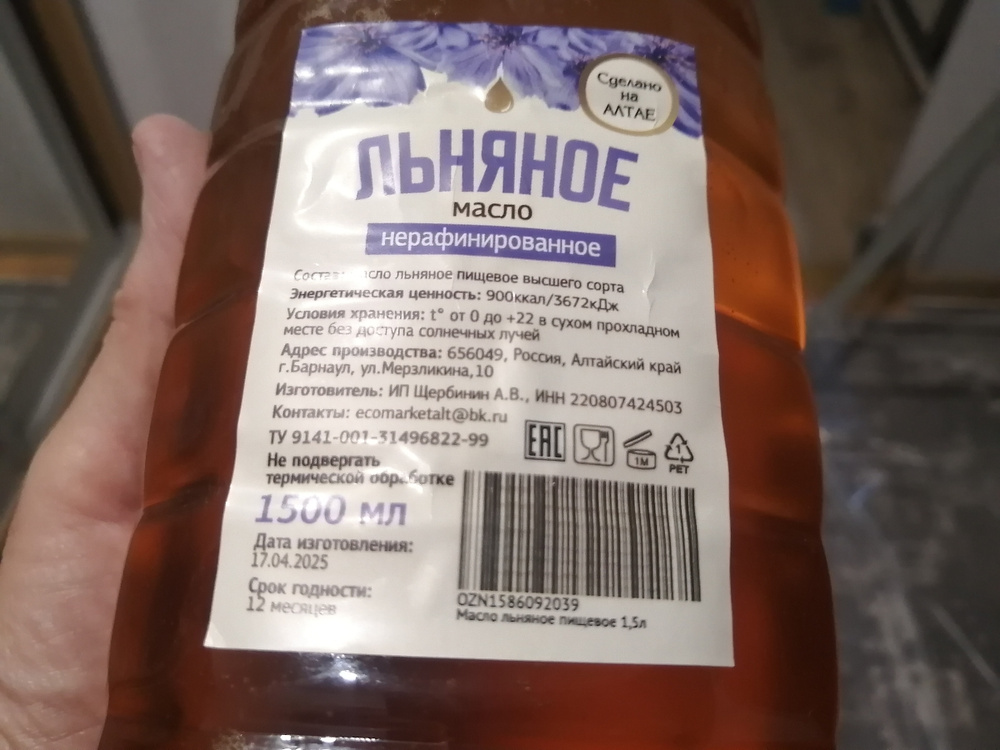 Сделано
на
АЛТАЕ
ЛЬНЯНОЕ
масло
нерафинированное
Состав: масло льняное пищевое высшего сорта
Энергетическая ценность: 900ккал/3672кДж
Условия хранения: t° от 0 до +22 в сухом прохладном
месте без доступа солнечных лучей
Адрес производства: 656049, Россия, Алтайский край
г.Барнаул, ул.Мерзликина,10
Изготовитель: ИП Щербинин А.В., ИНН 220807424503
Контакты: ecomarketalt@bk.ru
ТУ 9141-001-31496822-99
EAC
1M
1
PET
Не подвергать
термической обработке
1500 мл
Дата изготовления:
17.04.2025
Срок годности:
12 месяцев
OZN1586092039
Масло льняное пищевое 1,5л